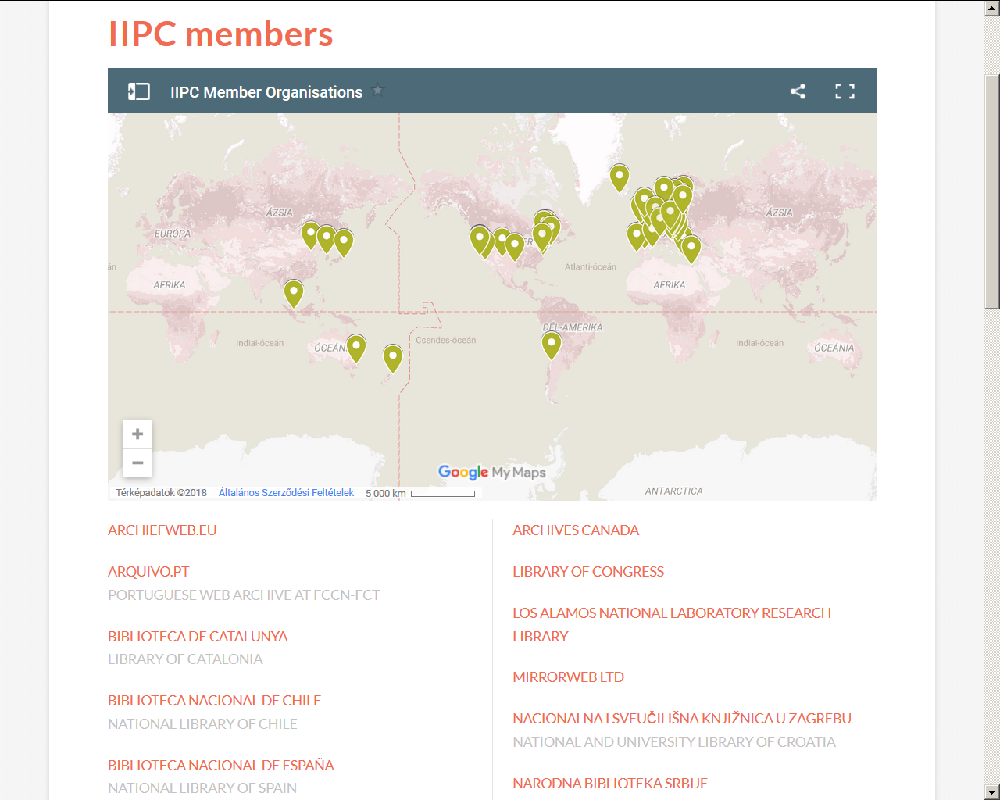 IIPC members
IIPC Member Organisations
ÁZSIA
ÁZSIA
EURÓPA
án
Atlanti-óceán
AFRIKA
AFRIKA
DÉL-AMERIKA
Indiai-óceán
Csendes-óceán
Indiai-óceán
ÓCEÁNIA
Google My Maps
ANTARCTICA
Térképadatok ©2018 Általános Szerződési Feltételek 5 000 km
ARCHIEFWEB.EU
ARQUIVO.PT
PORTUGUESE WEB ARCHIVE AT FCCN-FCT
BIBLIOTECA DE CATALUNYA
LIBRARY OF CATALONIA
BIBLIOTECA NACIONAL DE CHILE
NATIONAL LIBRARY OF CHILE
BIBLIOTECA NACIONAL DE ESPAÑA
NATIONAL LIBRARY OF SPAIN
ARCHIVES CANADA
LIBRARY OF CONGRESS
LOS ALAMOS NATIONAL LABORATORY RESEARCH
LIBRARY
MIRRORWEB LTD
NACIONALNA I SVEUČILIŠNA KNJIŽNICA U ZAGREBU
NATIONAL AND UNIVERSITY LIBRARY OF CROATIA
NARODNA BIBLIOTEKA SRBIJE